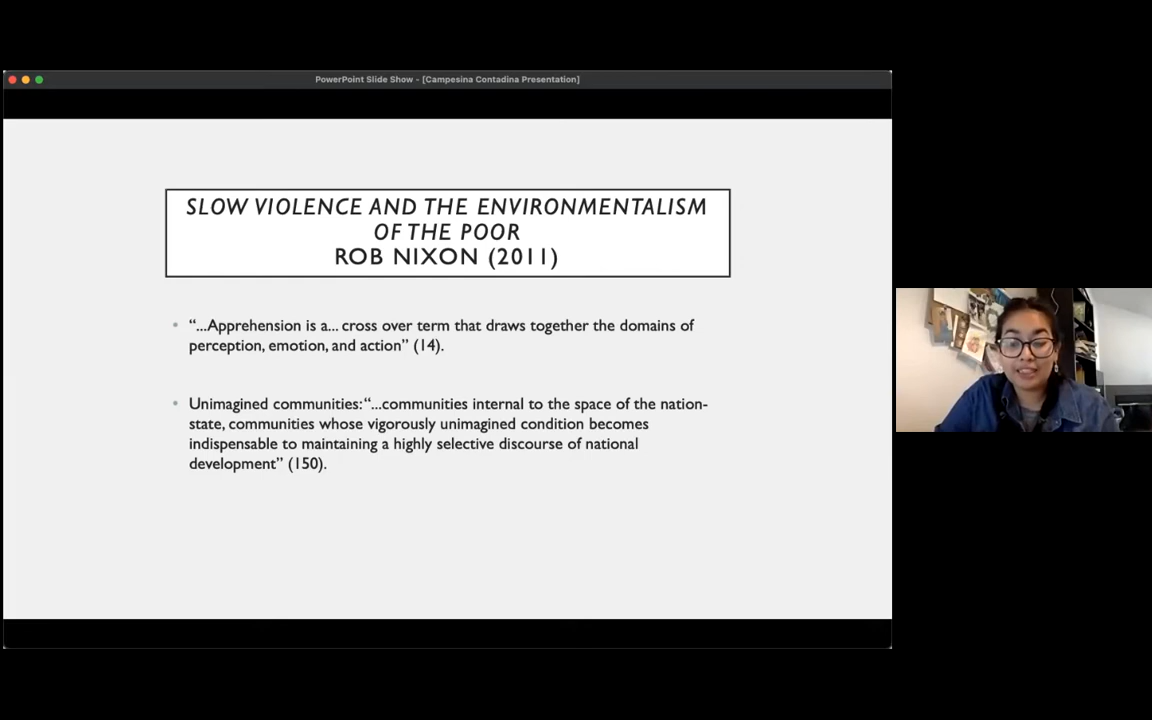 PowerPoint Slide Show - [Campesina Contadina Presentation]
SLOW VIOLENCE AND THE ENVIRONMENTALISM
OF THE POOR
ROB NIXON (2011)
• “...Apprehension is a... cross over term that draws together the domains of
perception, emotion, and action” (14).
• Unimagined communities: “...communities internal to the space of the nation-
state, communities whose vigorously unimagined condition becomes
indispensable to maintaining a highly selective discourse of national
development” (150).